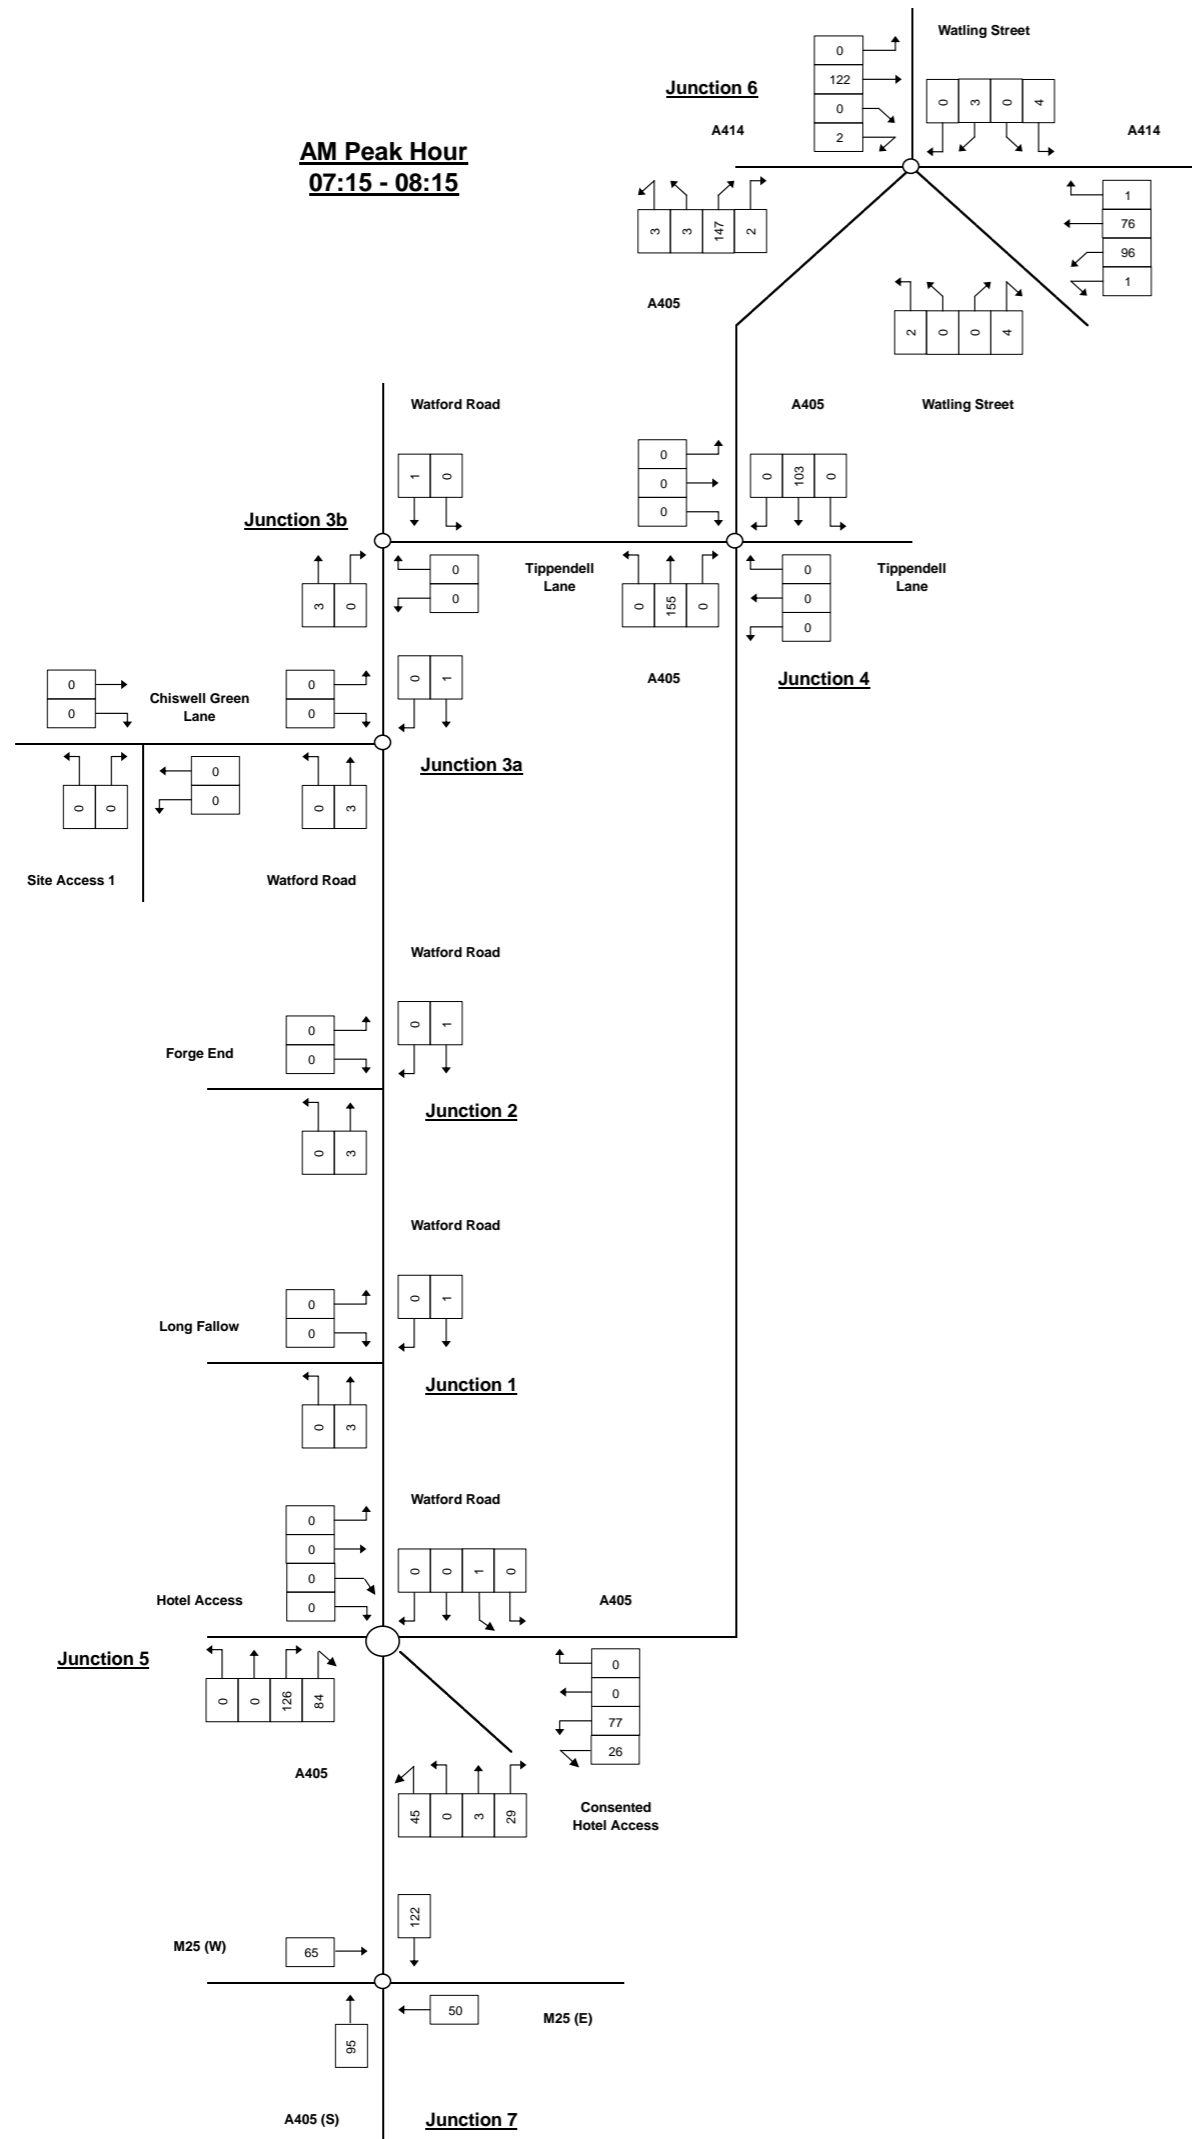 Watling Street
0
122
0
2
Junction 6
0 3 0 4
A414
A414
AM Peak Hour
07:15 - 08:15
3 3 147 2
1
76
96
1
A405
2 0 0 4
Watford Road
A405
Watling Street
0
0
0
0 103 0
1 0
Junction 3b
3 0
0
0
Tippendell
Lane
0 155 0
0
0
0
Tippendell
Lane
A405
Junction 4
0
0
Chiswell Green
Lane
0
0
0 1
Junction 3a
0 0
0
0
0 3
Site Access 1
Watford Road
Watford Road
0
0
0 1
Forge End
Junction 2
0 3
Watford Road
0
0
0 1
Long Fallow
Junction 1
0 3
Watford Road
0
0
0
0
0 0 1 0
Hotel Access
A405
Junction 5
0 0 126 84
0
0
77
26
A405
45 0 3 29
Consented
Hotel Access
122
M25 (W)
65
50
M25 (E)
95
A405 (S)
Junction 7